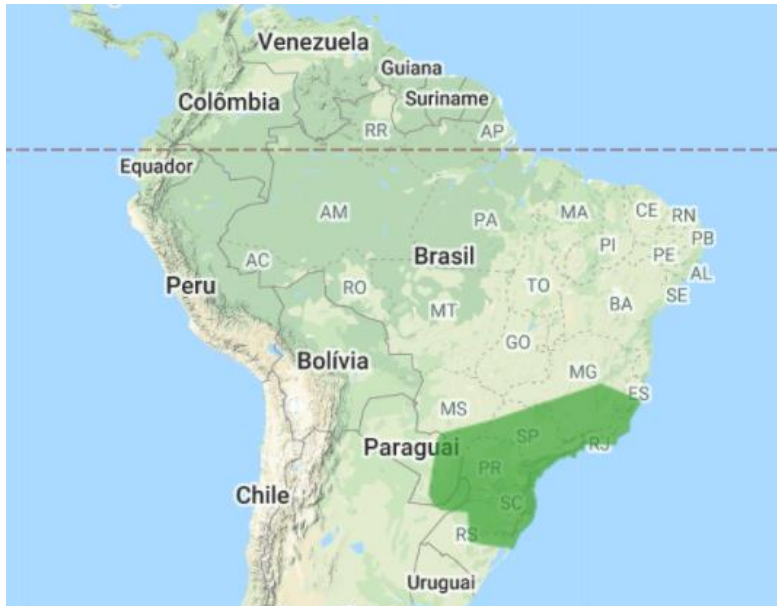 Venezuela
Guiana
Colômbia
Suriname
RR
AP
Equador
AM
PA
MA
CE
RN
PB
PI
PE
AL
AC
Brasil
SE
Peru
RO
TO
BA
MT
GO
Bolívia
MG
ES
MS
SP
RJ
Paraguai
PR
Chile
SC
RS
Uruguai